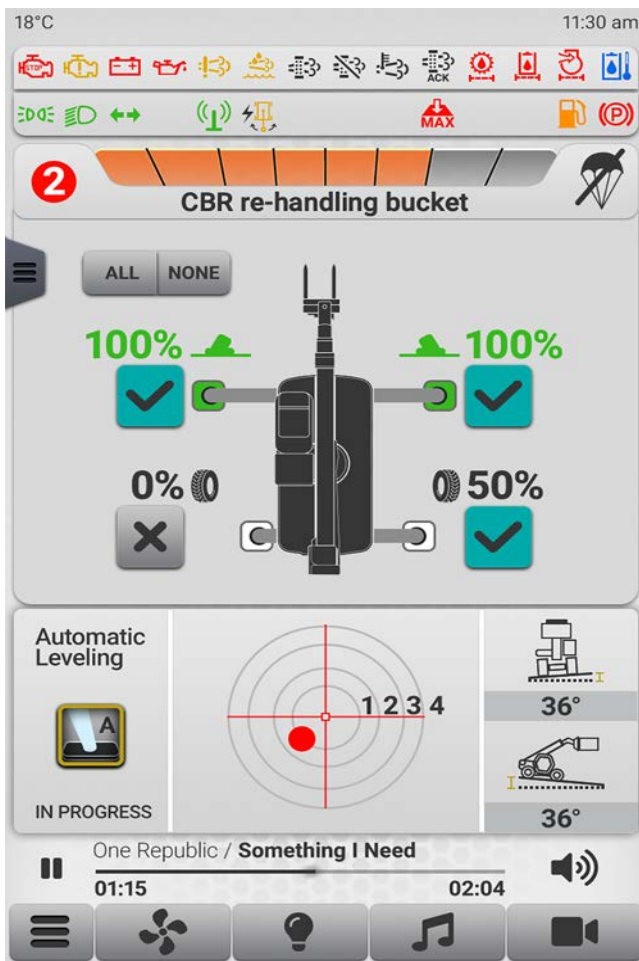 18°C 11:30 am
STOP
ACK
MAX
P
2
CBR re-handling bucket
ALL NONE
100% 100%
0% 50%
Automatic
Leveling
1 2 3 4
A
36°
IN PROGRESS
36°
One Republic / Something I Need
01:15 02:04